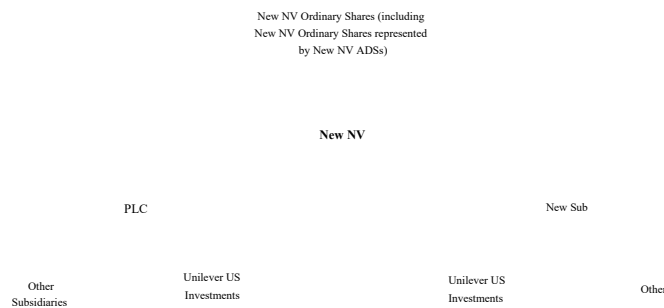 New NV Ordinary Shares (including
New NV Ordinary Shares represented
by New NV ADSs)
New NV
PLC
New Sub
Other
Subsidiaries
Unilever US
Investments
Unilever US
Investments
Other